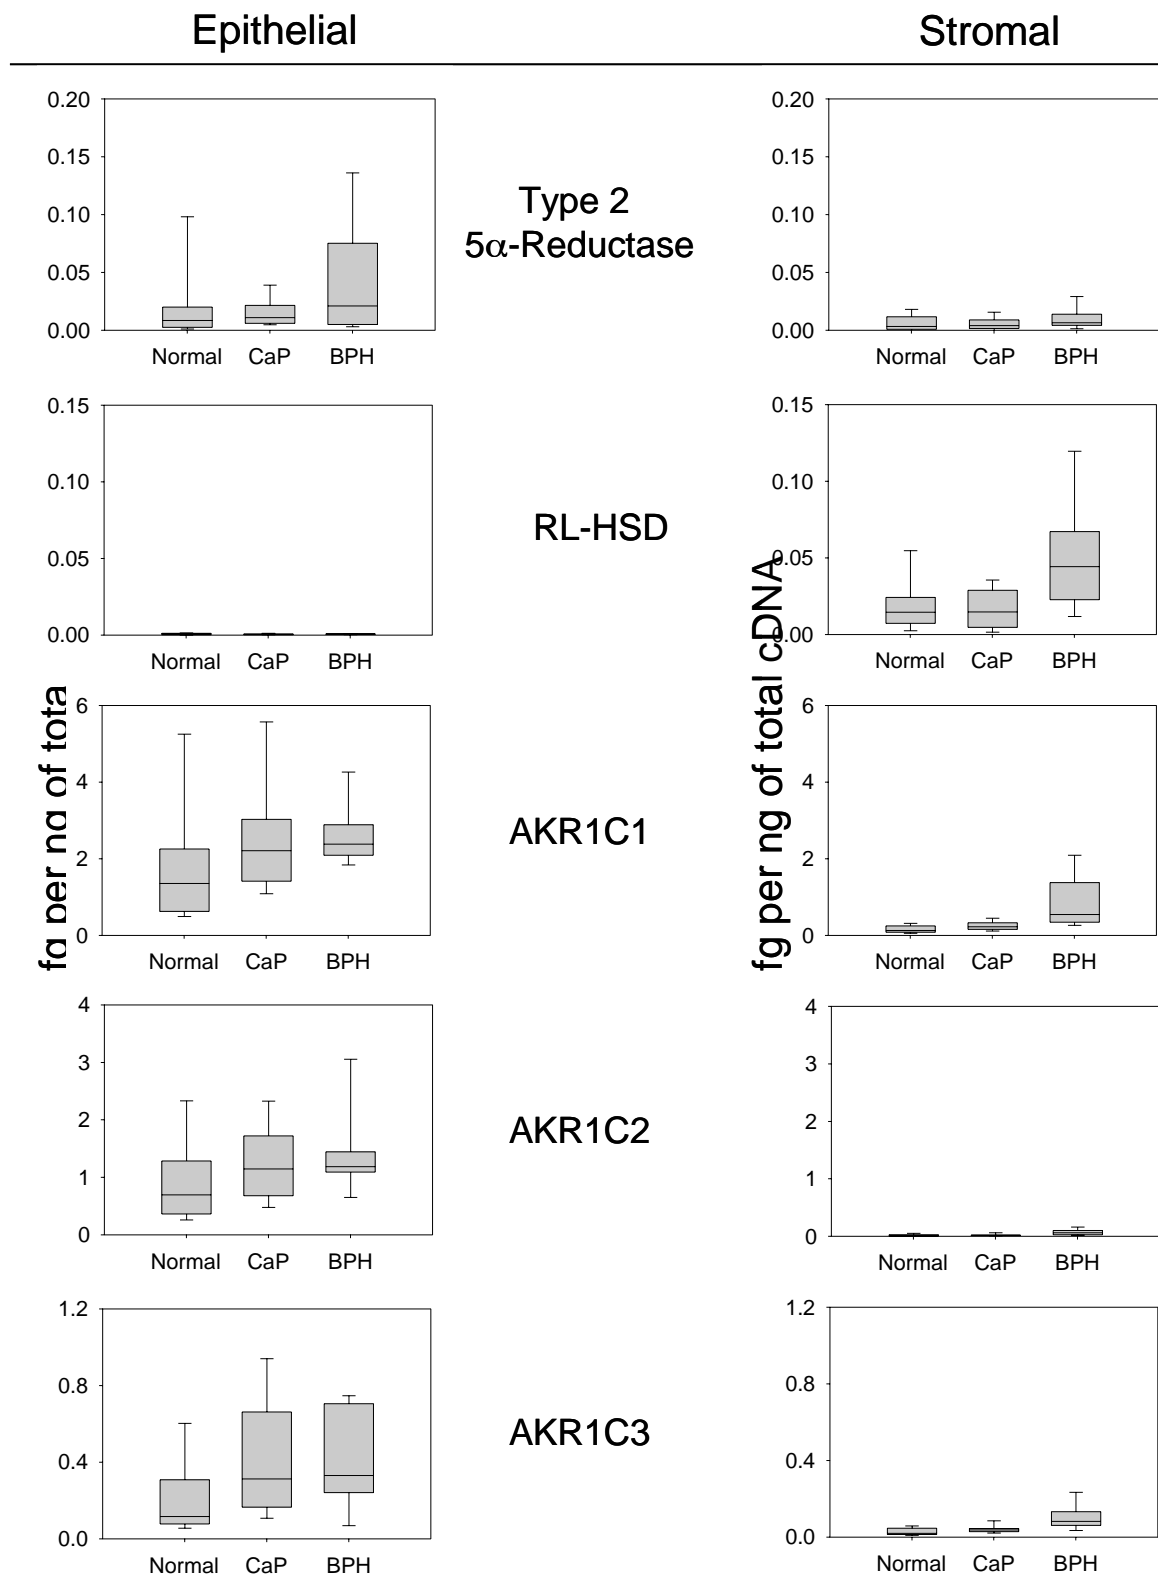 Epithelial
Stromal
0.20
0.15
0.10
0.05
0.00
Normal
CaP
BPH
Type 2
5α-Reductase
0.20
0.15
0.10
0.05
0.00
Normal
CaP
BPH
0.15
0.10
0.05
0.00
Normal
CaP
BPH
RL-HSD
0.15
0.10
0.05
0.00
Normal
CaP
BPH
fg per ng of tota
6
4
2
0
Normal
CaP
BPH
AKR1C1
fg per ng of total cDNA
6
4
2
0
Normal
CaP
BPH
4
3
2
1
0
Normal
CaP
BPH
AKR1C2
4
3
2
1
0
Normal
CaP
BPH
1.2
0.8
0.4
0.0
Normal
CaP
BPH
AKR1C3
1.2
0.8
0.4
0.0
Normal
CaP
BPH